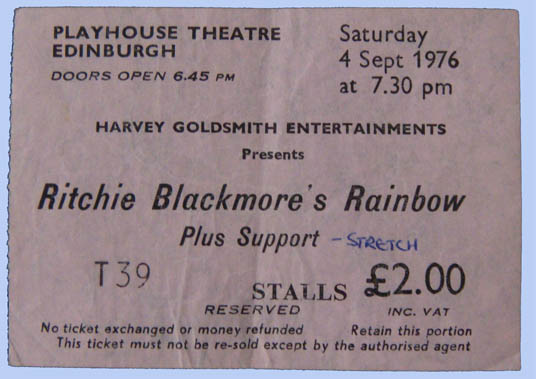 PLAYHOUSE THEATRE
EDINBURGH
DOORS OPEN 6.45 PM
Saturday
4 Sept 1976
at 7.30 pm
HARVEY GOLDSMITH ENTERTAINMENTS
Presents
Ritchie Blackmore's Rainbow
Plus Support - STRETCH
T39 STALLS £2.00
RESERVED INC. VAT
No ticket exchanged or money refunded Retain this portion
This ticket must not be re-sold except by the authorised agent